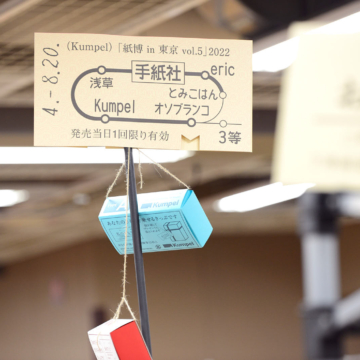 4.-8.20.
(Kumpel)「紙博 in 東京 vol.5」2022
手紙社
eric
浅草
とみこはん
Kumpel
オソブランコ
発売当日1回限り有効
3等
Kumpel
Kumpel